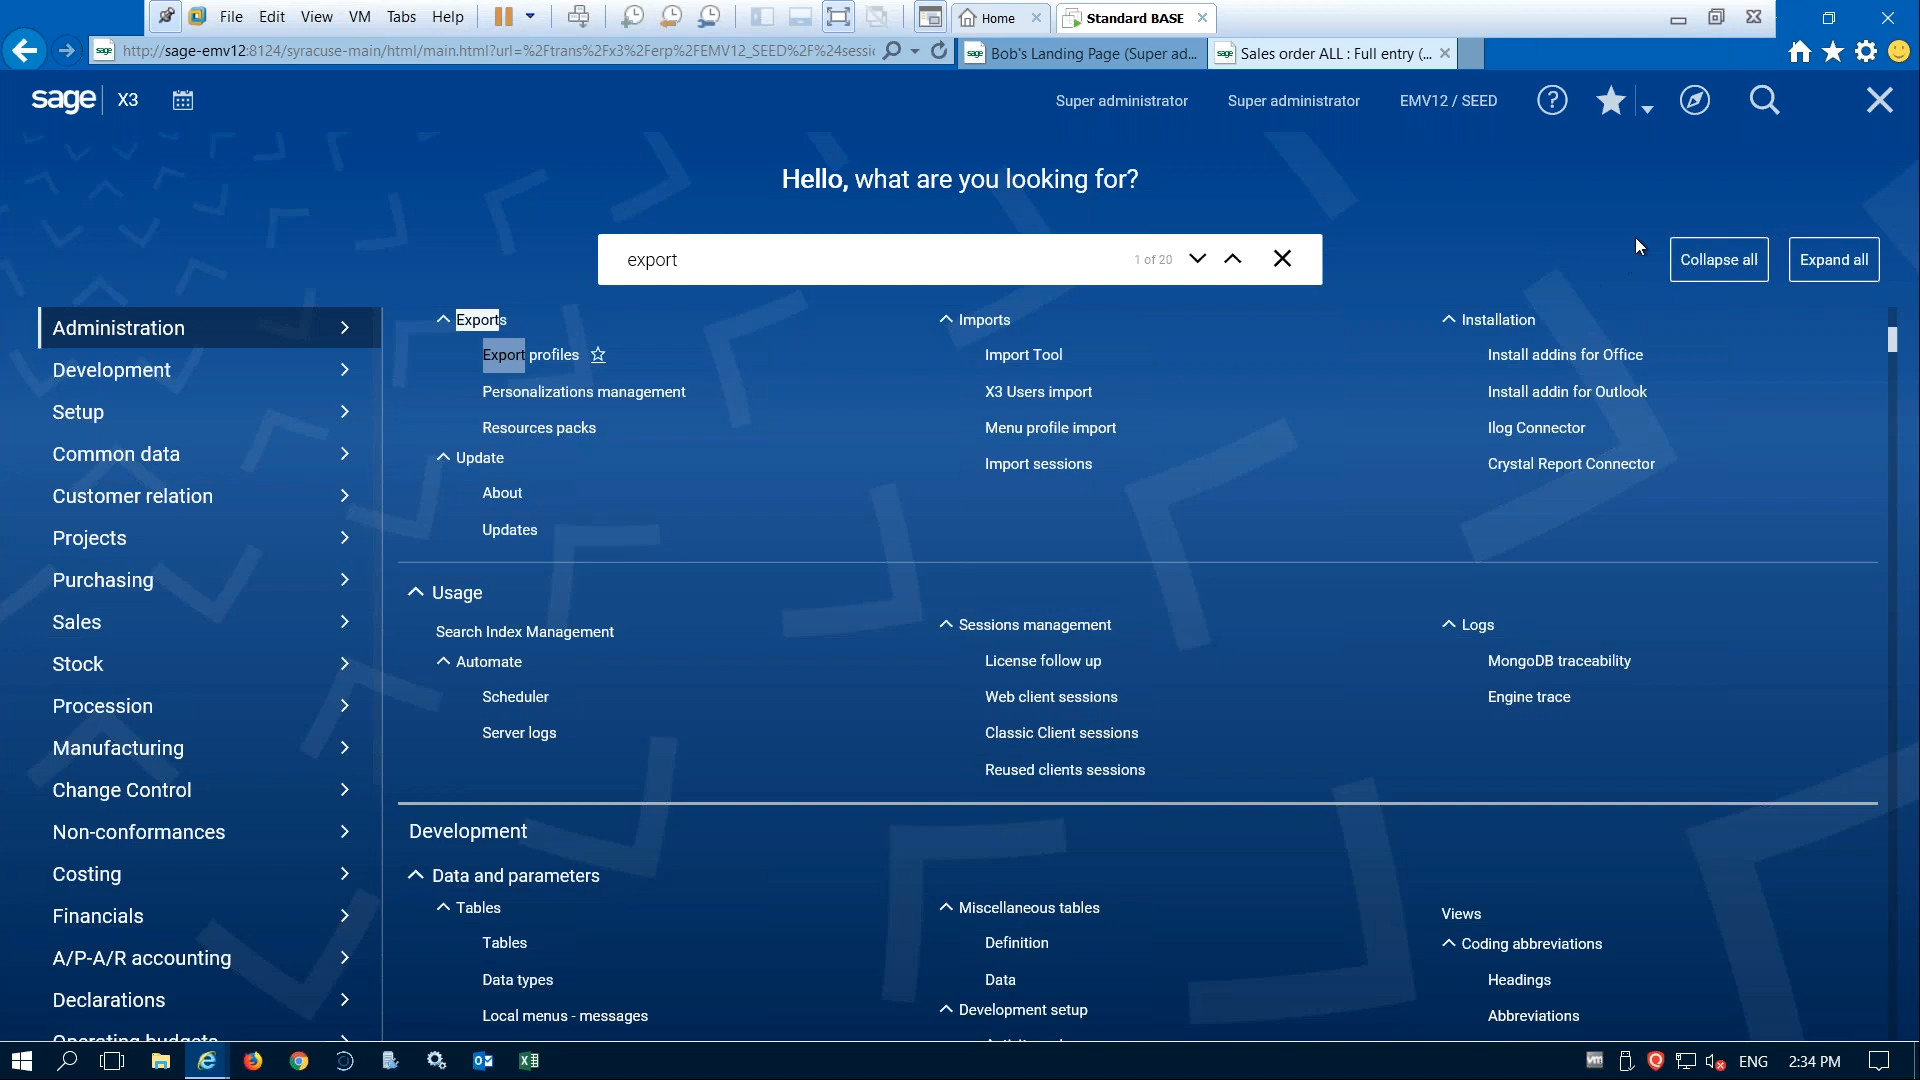 File Edit View VM Tabs Help
Home
Standard BASE
http://sage-emv12:8124/syracuse-main/html/main.html?url=%2Ftrans%2Fx3%2Ferp%2FEMV12_SEED%2F%24sessi
Bob's Landing Page (Super ad...
Sales order ALL : Full entry (...
sage X3
Super administrator
Super administrator
EMV12 / SEED
Hello, what are you looking for?
export
1 of 20
Collapse all
Expand all
Administration
Development
Setup
Common data
Customer relation
Projects
Purchasing
Sales
Stock
Procession
Manufacturing
Change Control
Non-conformances
Costing
Financials
A/P-A/R accounting
Declarations
Operating budgets
Exports
Export profiles
Personalizations management
Resources packs
Update
About
Updates
Imports
Import Tool
X3 Users import
Menu profile import
Import sessions
Installation
Install addins for Office
Install addin for Outlook
Ilog Connector
Crystal Report Connector
Usage
Search Index Management
Automate
Scheduler
Server logs
Sessions management
License follow up
Web client sessions
Classic Client sessions
Reused clients sessions
Logs
MongoDB traceability
Engine trace
Development
Data and parameters
Tables
Tables
Data types
Local menus - messages
Miscellaneous tables
Definition
Data
Development setup
Views
Coding abbreviations
Headings
Abbreviations
ENG
2:34 PM